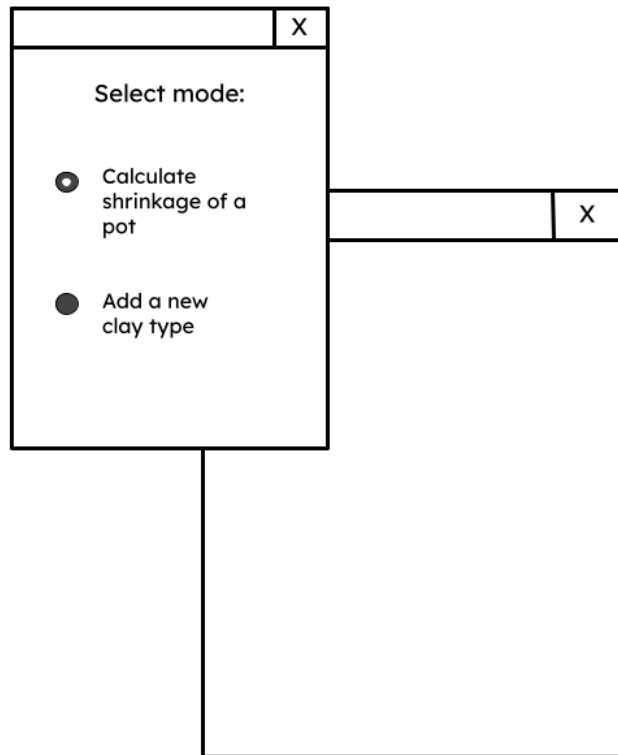 X
Select mode:
Calculate
shrinkage of a
pot
X
Add a new
clay type